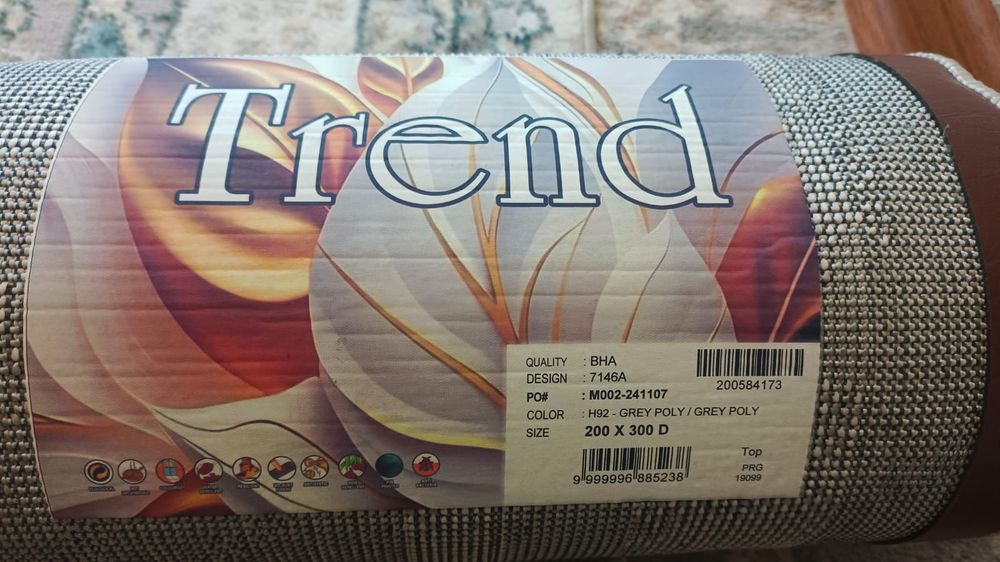 Trend
QUALITY : BHA
DESIGN : 7146A
PO# : M002-241107
COLOR : H92 - GREY POLY / GREY POLY
SIZE 200 X 300 D
200584173
9 999996 885238
Top
PRG
19099